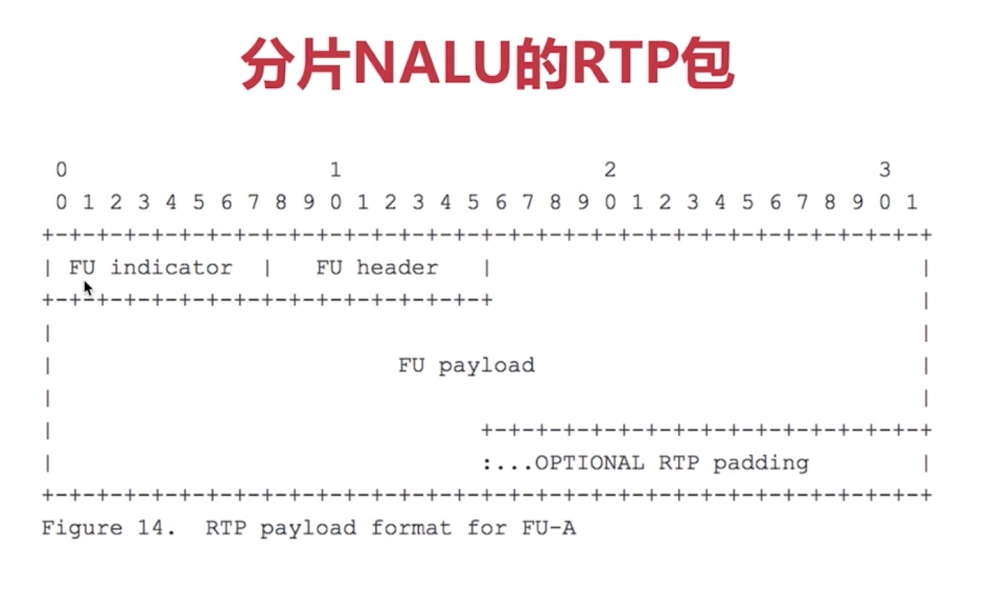 分片NALU的RTP包
0                   1                   2                   3
0 1 2 3 4 5 6 7 8 9 0 1 2 3 4 5 6 7 8 9 0 1 2 3 4 5 6 7 8 9 0 1
+-+-+-+-+-+-+-+-+-+-+-+-+-+-+-+-+-+-+-+-+-+-+-+-+-+-+-+-+-+-+-+-+
| FU indicator  |   FU header   |                               |
+-+-+-+-+-+-+-+-+-+-+-+-+-+-+-+-+                               |
|                                                               |
|                         FU payload                            |
|                                                               |
|                               +-+-+-+-+-+-+-+-+-+-+-+-+-+-+-+-+
|                               :...OPTIONAL RTP padding        |
+-+-+-+-+-+-+-+-+-+-+-+-+-+-+-+-+-+-+-+-+-+-+-+-+-+-+-+-+-+-+-+-+
Figure 14.  RTP payload format for FU-A